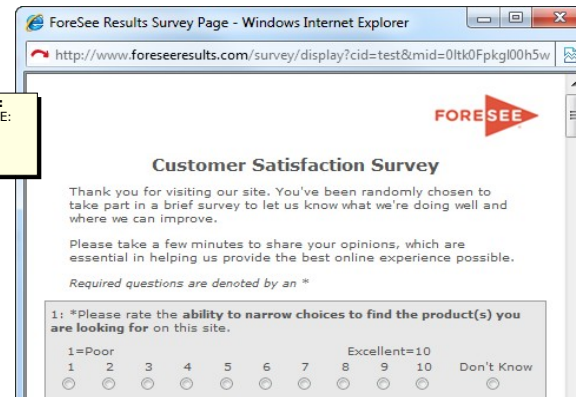 ForeSee Results Survey Page - Windows Internet Explorer
http://www.foreseeresults.com/survey/display?cid=test&mid=0ltk0Fpkgl00h5w
E:
FORESEE
Customer Satisfaction Survey
Thank you for visiting our site. You've been randomly chosen to
take part in a brief survey to let us know what we're doing well and
where we can improve.
Please take a few minutes to share your opinions, which are
essential in helping us provide the best online experience possible.
Required questions are denoted by an *
1: *Please rate the ability to narrow choices to find the product(s) you
are looking for on this site.
1=Poor Excellent=10
1 2 3 4 5 6 7 8 9 10 Don't Know